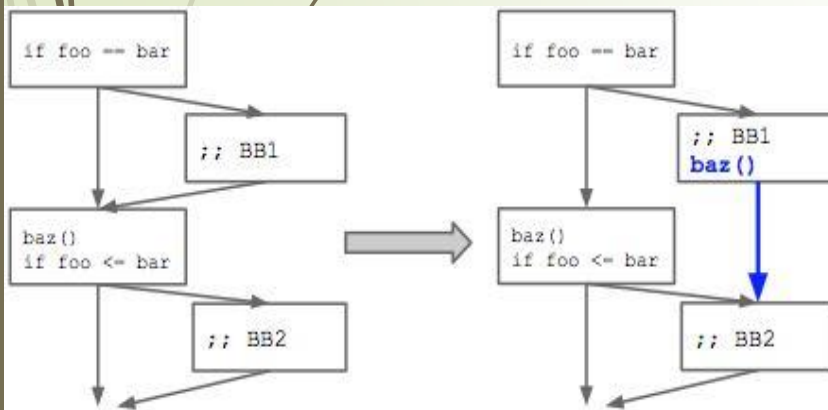 if foo == bar
;; BB1
baz()
if foo <= bar
;; BB2
if foo == bar
;; BB1
baz()
baz()
if foo <= bar
;; BB2